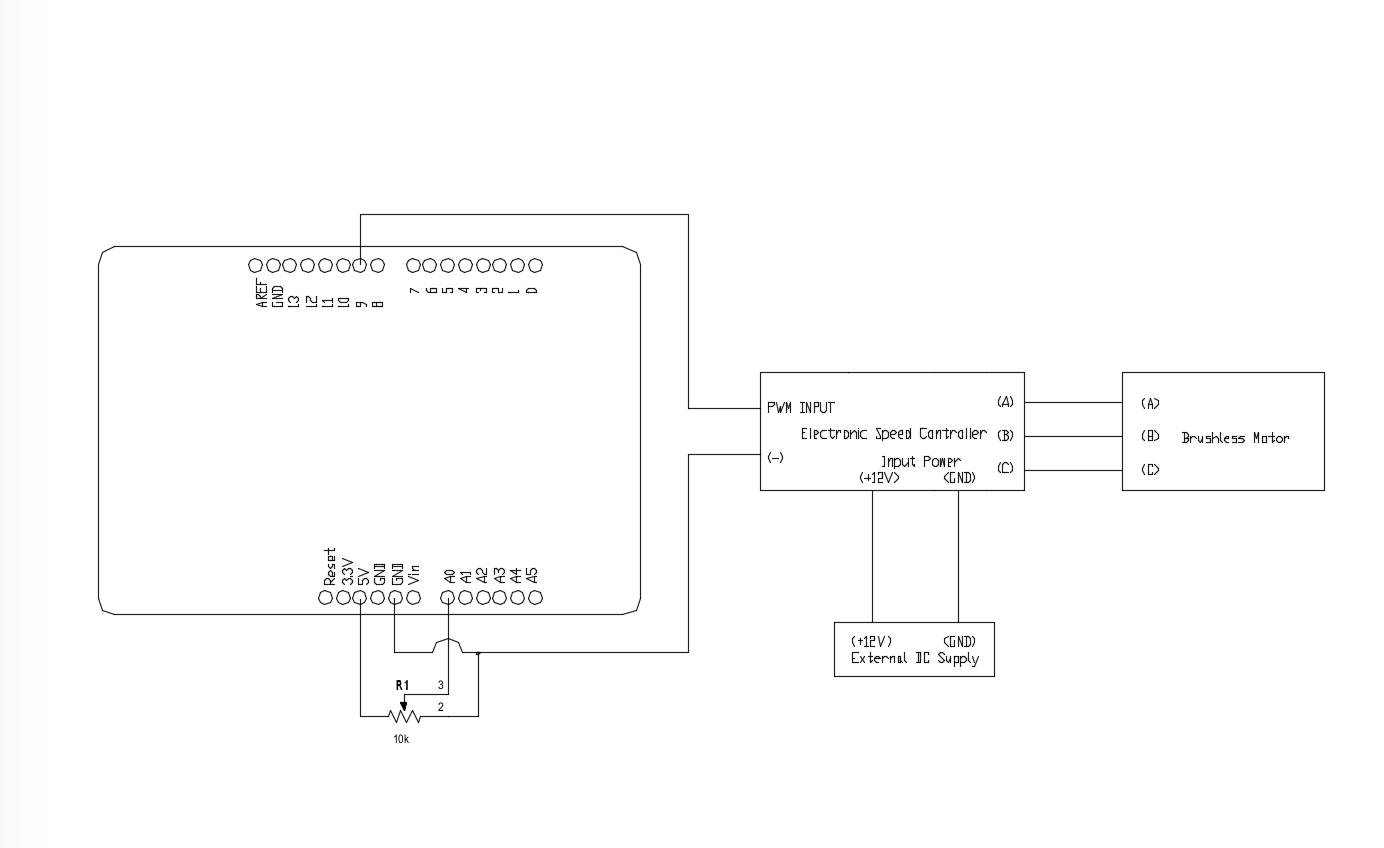 AREF
GND
13
12
11
10
9
8
7
6
5
4
3
2
1
0
PWM INPUT
(A)
Electronic Speed Controller
(B)
(-)
Input Power
(C)
(+12V)
(GND)
(A)
(B)
Brushless Motor
(C)
Reset
3.3V
5V
GND
GND
Vin
A0
A1
A2
A3
A4
A5
(+12V)
(GND)
External DC Supply
R1
3
2
10k